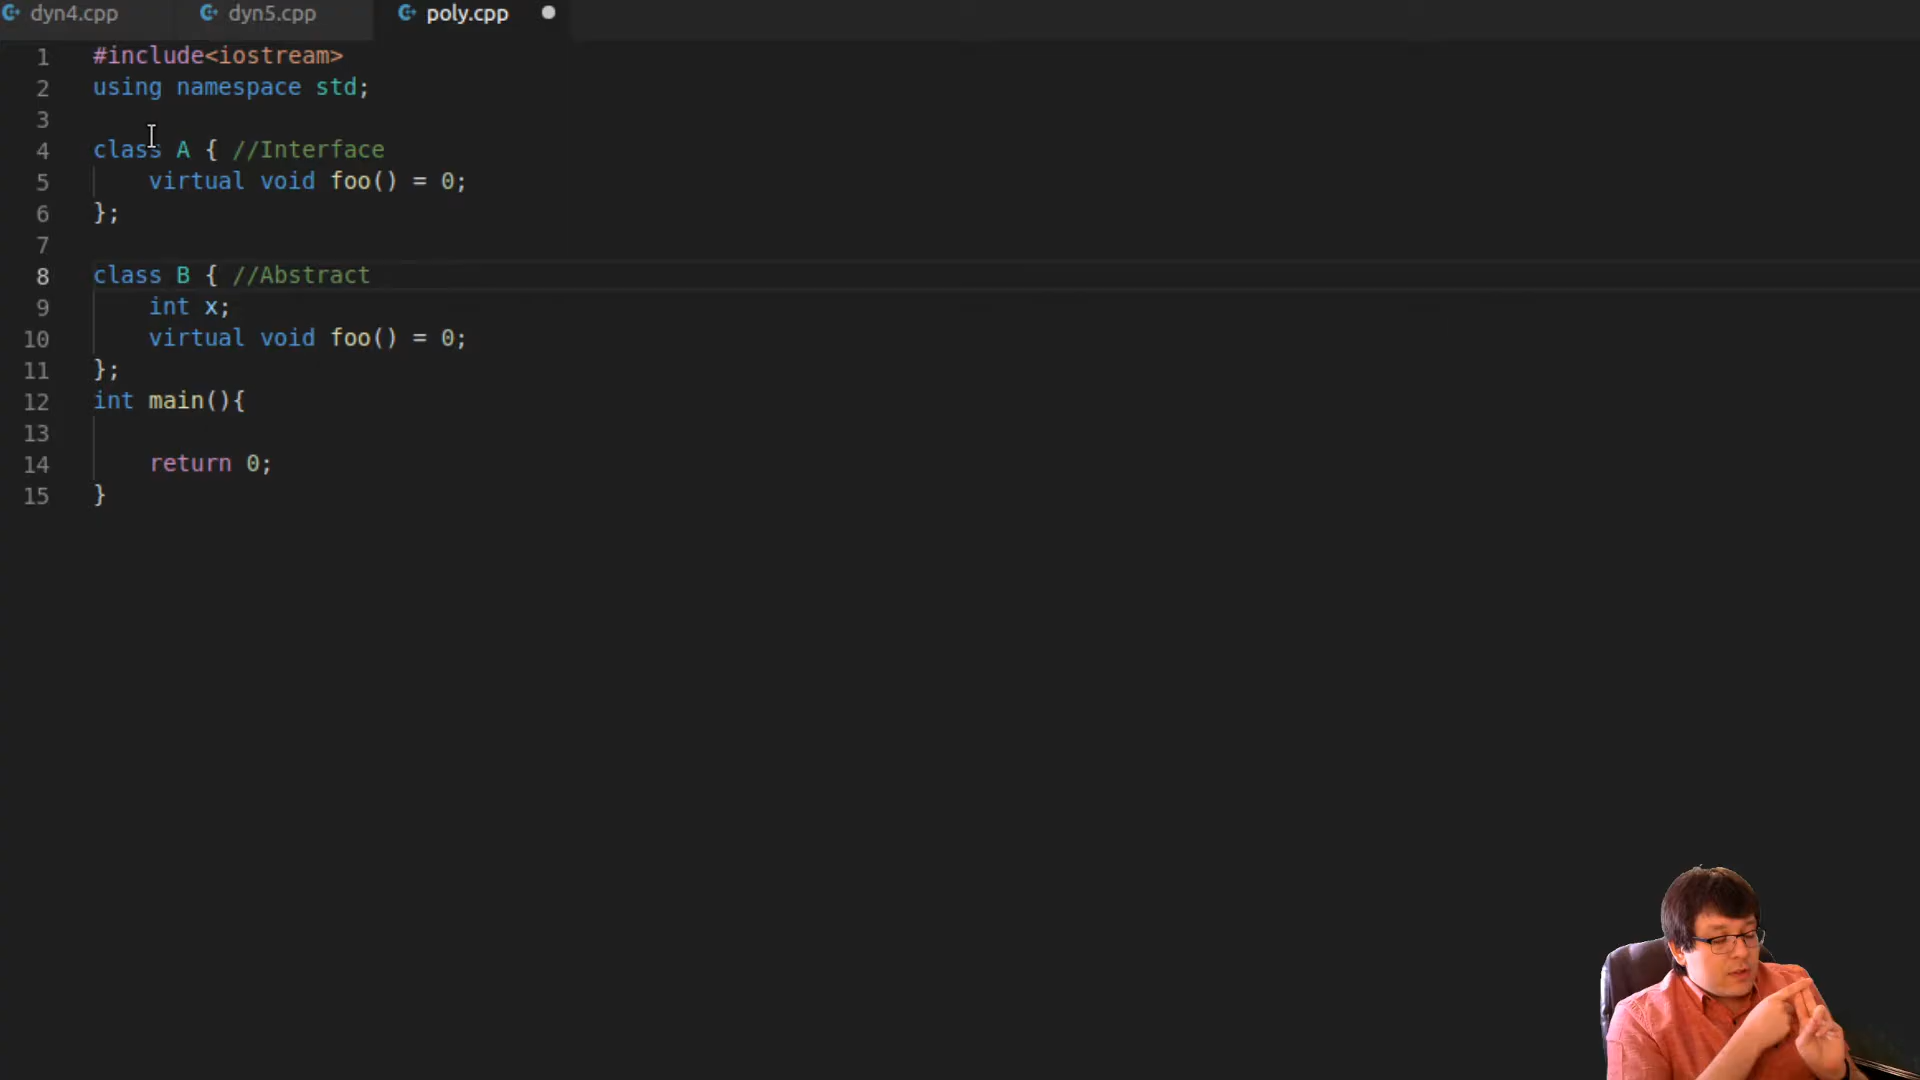 dyn4.cpp dyn5.cpp poly.cpp
1 #include<iostream>
2 using namespace std;
3
4 class A { //Interface
5 virtual void foo() = 0;
6 };
7
8 class B { //Abstract
9 int x;
10 virtual void foo() = 0;
11 };
12 int main(){
13
14 return 0;
15 }